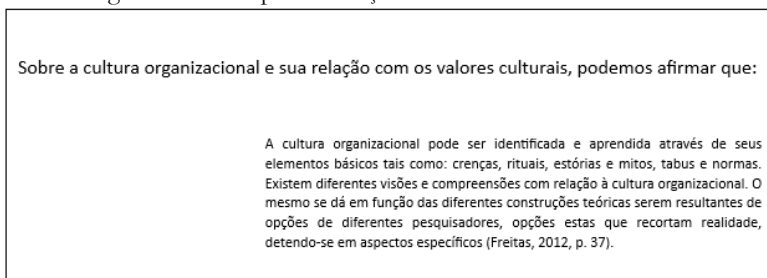 Sobre a cultura organizacional e sua relação com os valores culturais, podemos afirmar que:
A cultura organizacional pode ser identificada e aprendida através de seus
elementos básicos tais como: crenças, rituais, estórias e mitos, tabus e normas.
Existem diferentes visões e compreensões com relação à cultura organizacional. O
mesmo se dá em função das diferentes construções teóricas serem resultantes de
opções de diferentes pesquisadores, opções estas que recortam realidade,
detendo-se em aspectos específicos (Freitas, 2012, p. 37).